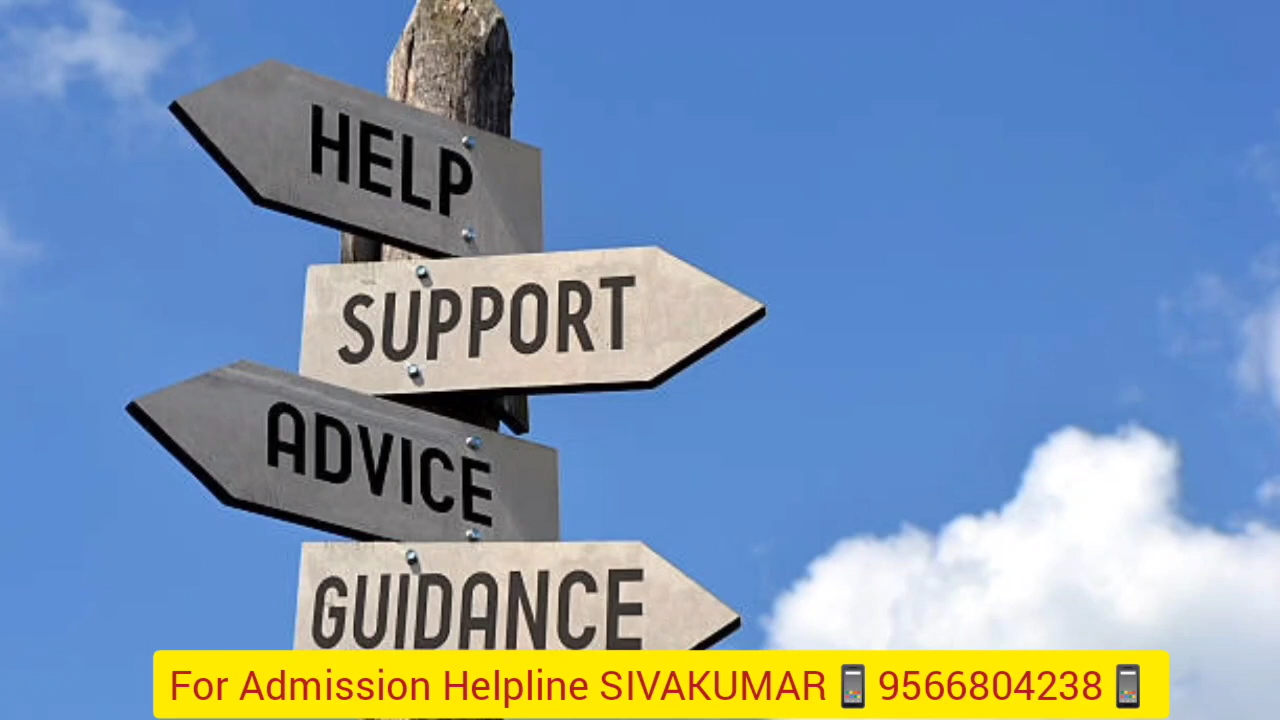 HELP
SUPPORT
ADVICE
GUIDANCE
For Admission Helpline SIVAKUMAR📱9566804238📱